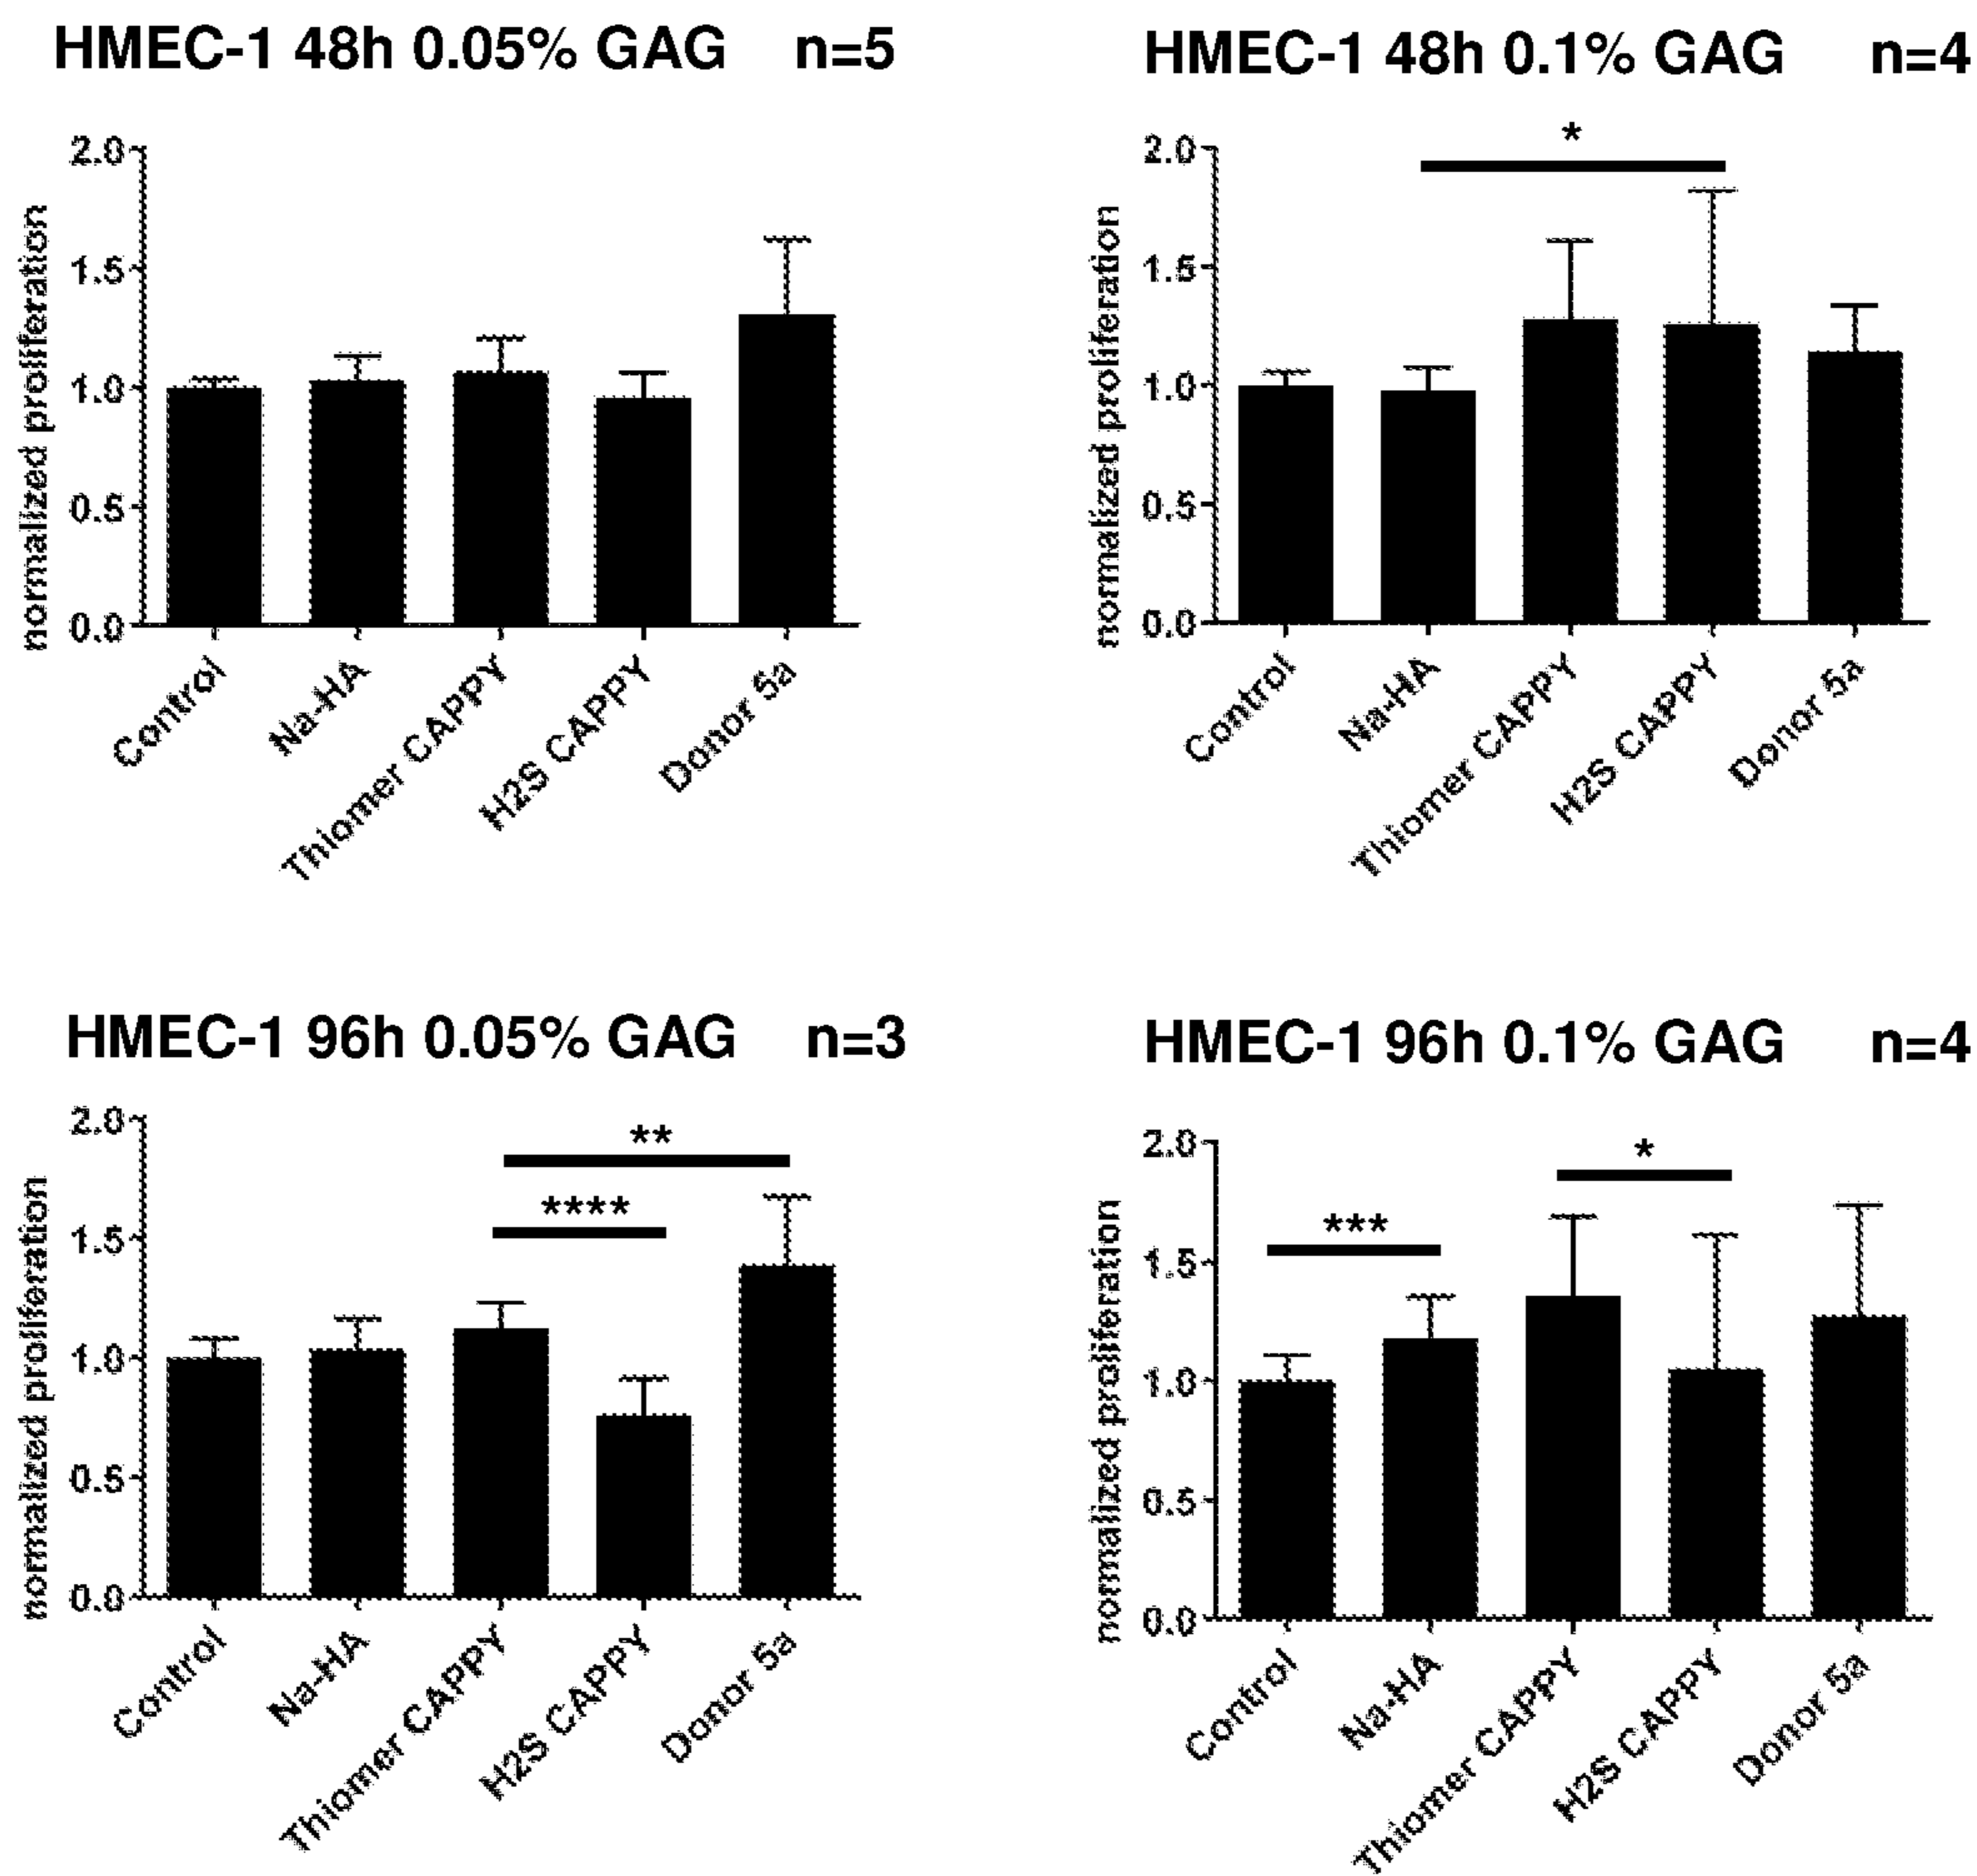 HMEC-1 48h 0.05% GAG n=5
2.0
1.5
1.0
0.5
0.0
normalized proliferation
Control
Na-HA
Thiomer CAPPY
H2S CAPPY
Donor 5a
HMEC-1 48h 0.1% GAG n=4
*
2.0
1.5
1.0
0.5
0.0
normalized proliferation
Control
Na-HA
Thiomer CAPPY
H2S CAPPY
Donor 5a
HMEC-1 96h 0.05% GAG n=3
**
****
2.0
1.5
1.0
0.5
0.0
normalized proliferation
Control
Na-HA
Thiomer CAPPY
H2S CAPPY
Donor 5a
HMEC-1 96h 0.1% GAG n=4
*
***
2.0
1.5
1.0
0.5
0.0
normalized proliferation
Control
Na-HA
Thiomer CAPPY
H2S CAPPY
Donor 5a